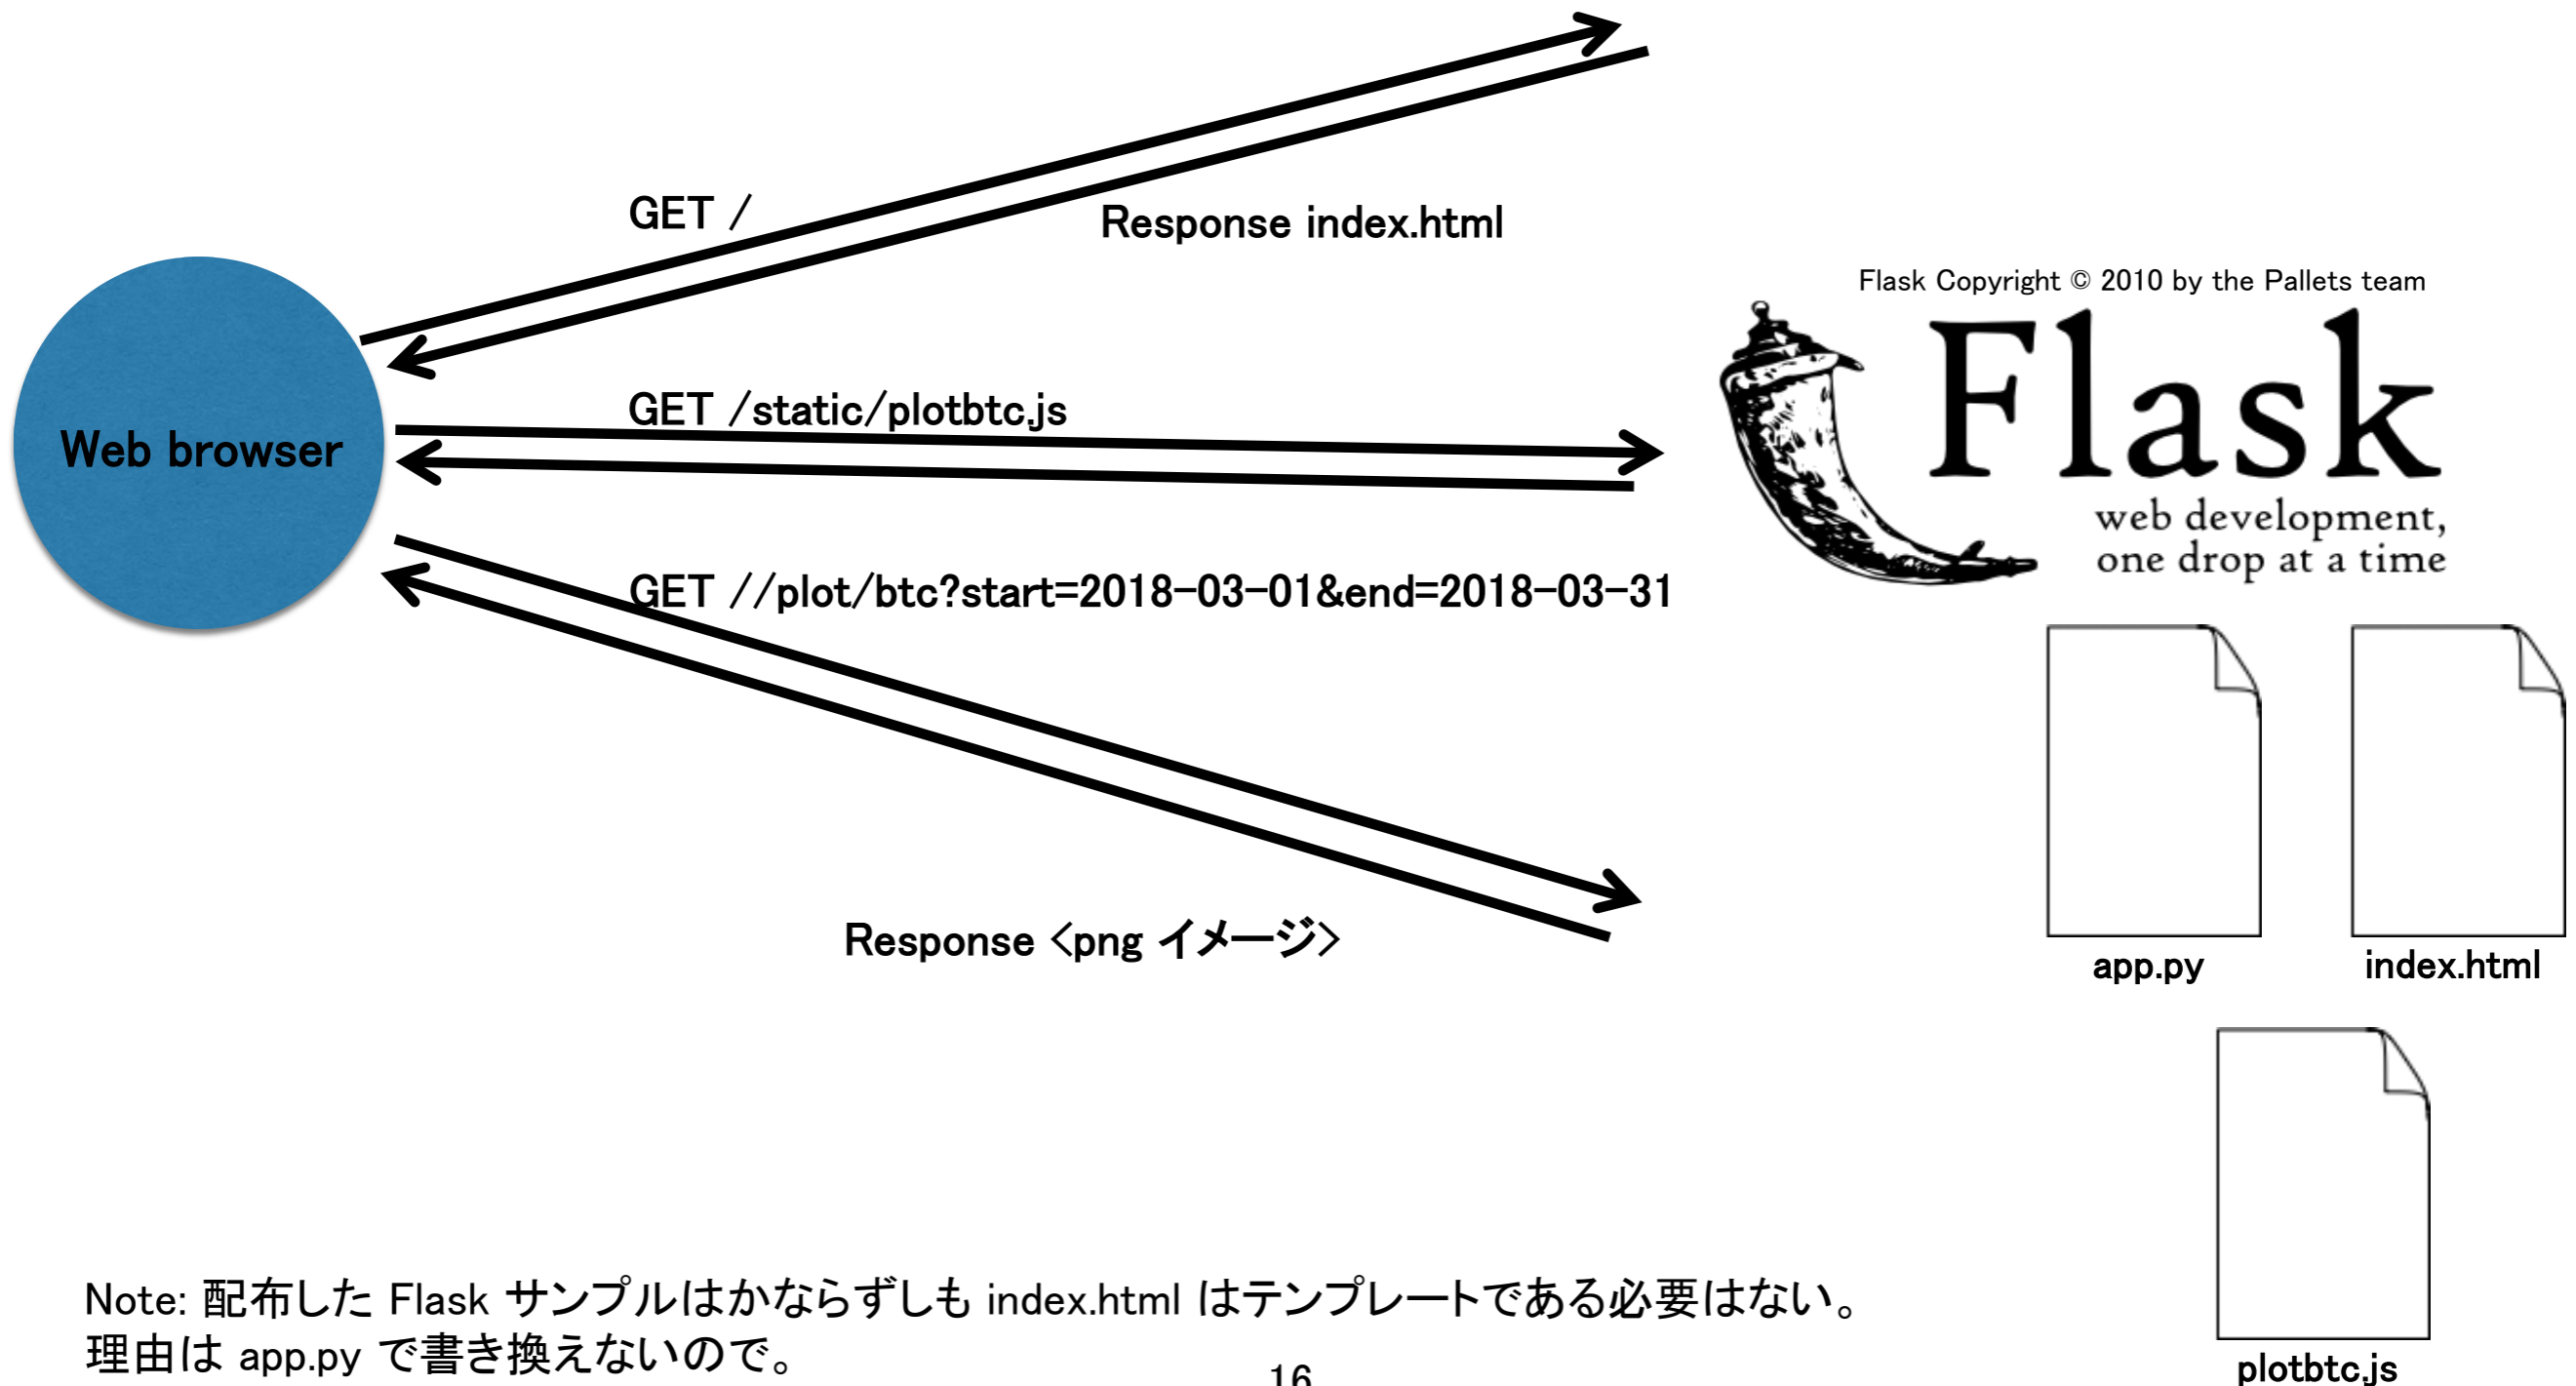 GET /
Response index.html
Flask Copyright © 2010 by the Pallets team
Flask
web development,
one drop at a time
Web browser
GET /static/plotbtc.js
GET //plot/btc?start=2018-03-01&end=2018-03-31
Response <png イメージ>
app.py
index.html
plotbtc.js
Note: 配布した Flask サンプルはかならずしも index.html はテンプレートである必要はない。
理由は app.py で書き換えないので。
16